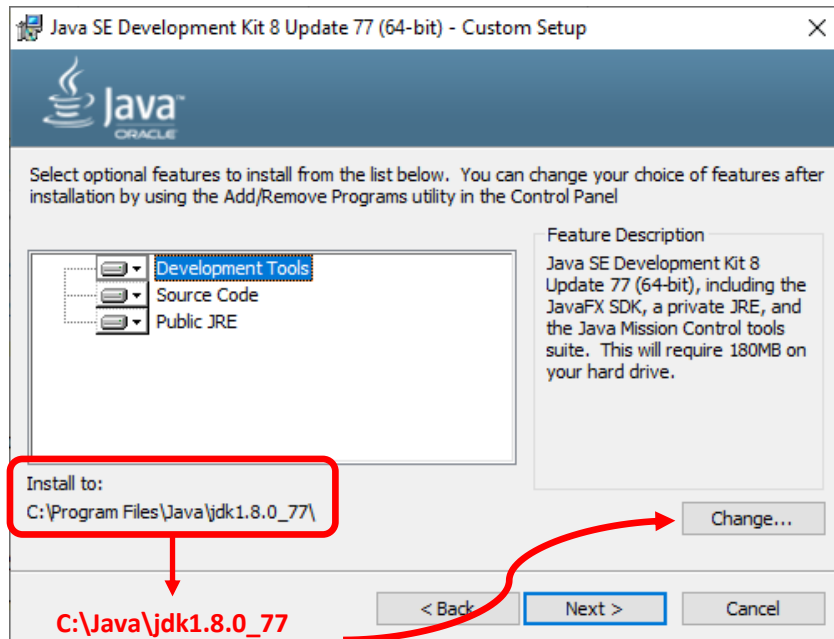 Java SE Development Kit 8 Update 77 (64-bit) - Custom Setup
Java™
ORACLE
Select optional features to install from the list below. You can change your choice of features after
installation by using the Add/Remove Programs utility in the Control Panel
Development Tools
Source Code
Public JRE
Feature Description
Java SE Development Kit 8
Update 77 (64-bit), including the
JavaFX SDK, a private JRE, and
the Java Mission Control tools
suite. This will require 180MB on
your hard drive.
Install to:
C:\Program Files\Java\jdk1.8.0_77\
Change...
C:\Java\jdk1.8.0_77
< Back
Next >
Cancel